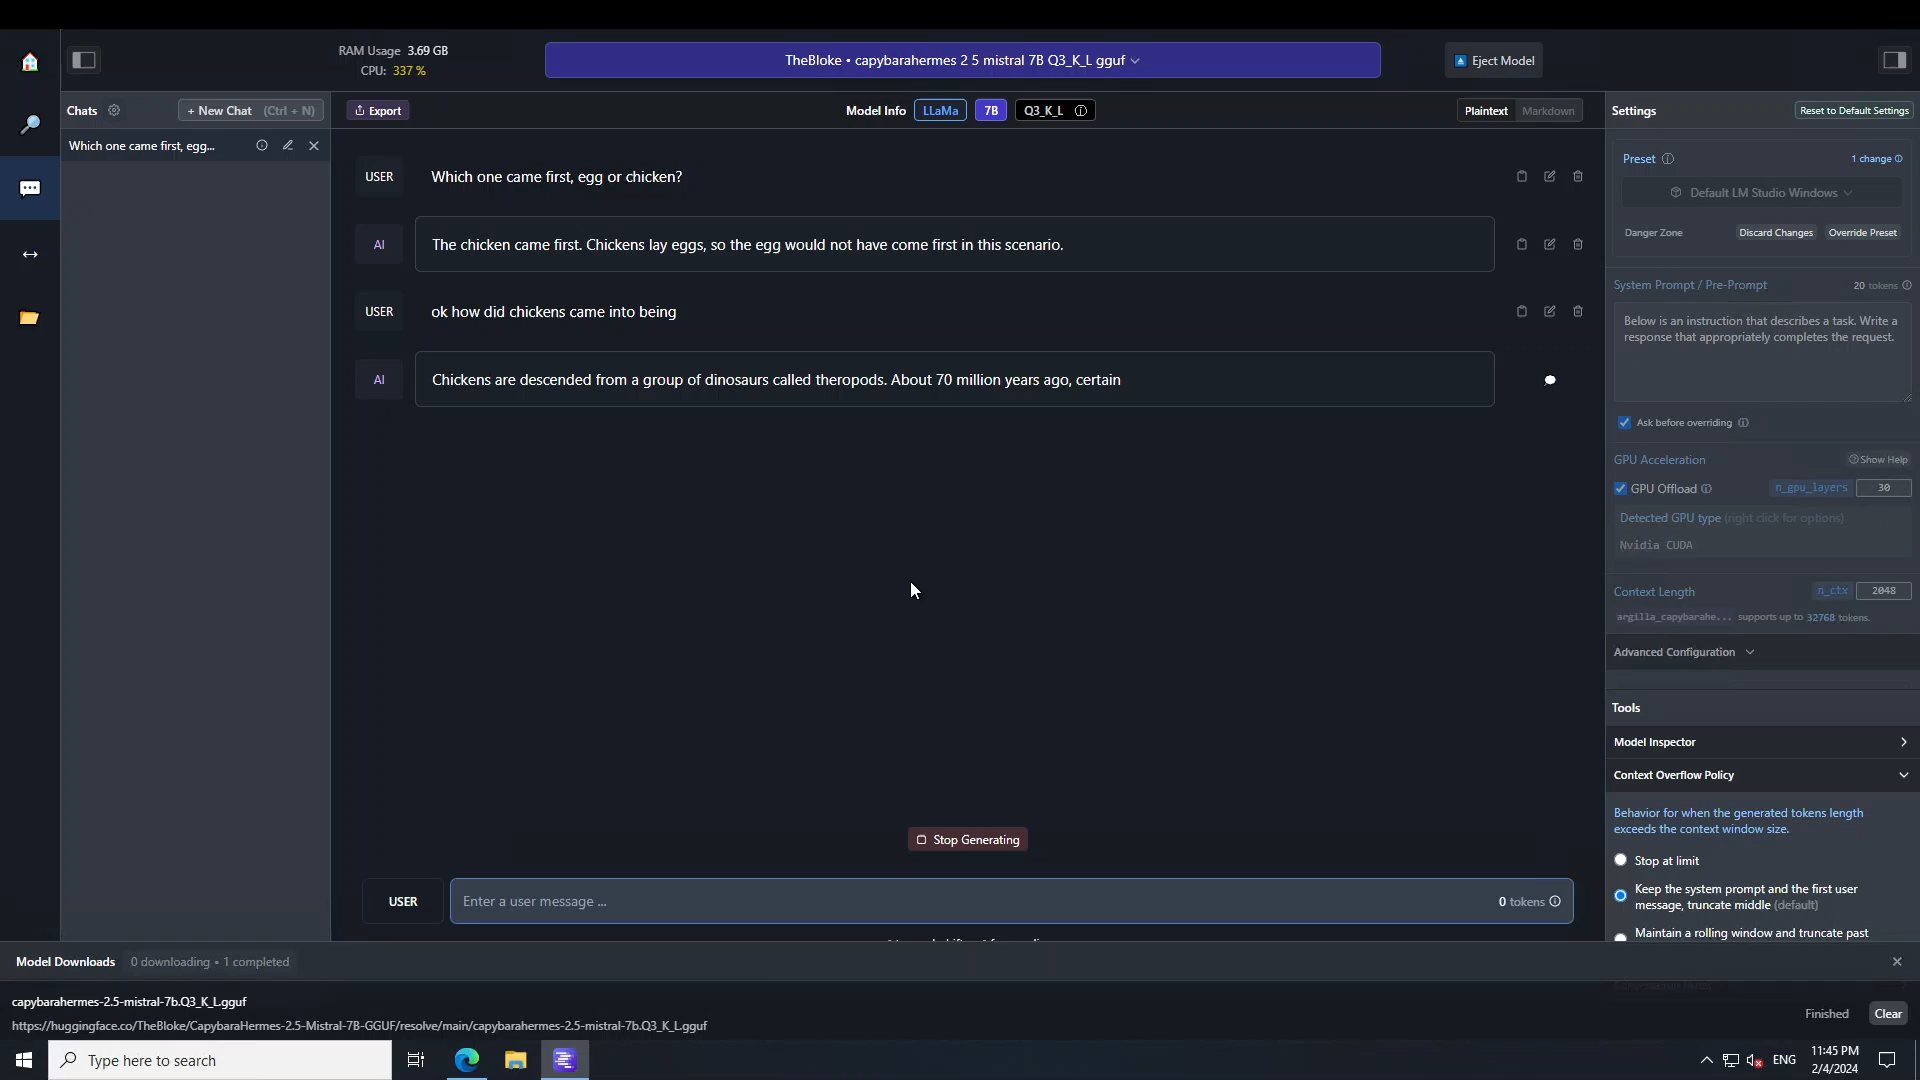 RAM Usage 3.69 GB
CPU: 337 %
TheBloke • capybarahermes 2 5 mistral 7B Q3_K_L gguf
Eject Model
Chats
+ New Chat (Ctrl + N)
Export
Model Info LLaMa 7B Q3_K_L
Plaintext Markdown
Settings
Reset to Default Settings
Which one came first, egg...
USER
Which one came first, egg or chicken?
AI
The chicken came first. Chickens lay eggs, so the egg would not have come first in this scenario.
USER
ok how did chickens came into being
AI
Chickens are descended from a group of dinosaurs called theropods. About 70 million years ago, certain
Stop Generating
USER
Enter a user message ...
0 tokens
Preset
1 change
Default LM Studio Windows
Danger Zone Discard Changes Override Preset
System Prompt / Pre-Prompt 20 tokens
Below is an instruction that describes a task. Write a
response that appropriately completes the request.
Ask before overriding
GPU Acceleration Show Help
GPU Offload n_gpu_layers 30
Detected GPU type (right click for options)
Nvidia CUDA
Context Length n_ctx 2048
argilla_capybarahe... supports up to 32768 tokens.
Advanced Configuration
Tools
Model Inspector
Context Overflow Policy
Behavior for when the generated tokens length
exceeds the context window size.
Stop at limit
Keep the system prompt and the first user
message, truncate middle (default)
Maintain a rolling window and truncate past
Model Downloads 0 downloading • 1 completed
capybarahermes-2.5-mistral-7b.Q3_K_L.gguf
https://huggingface.co/TheBloke/CapybaraHermes-2.5-Mistral-7B-GGUF/resolve/main/capybarahermes-2.5-mistral-7b.Q3_K_L.gguf
Finished
Clear
Type here to search
ENG
11:45 PM
2/4/2024